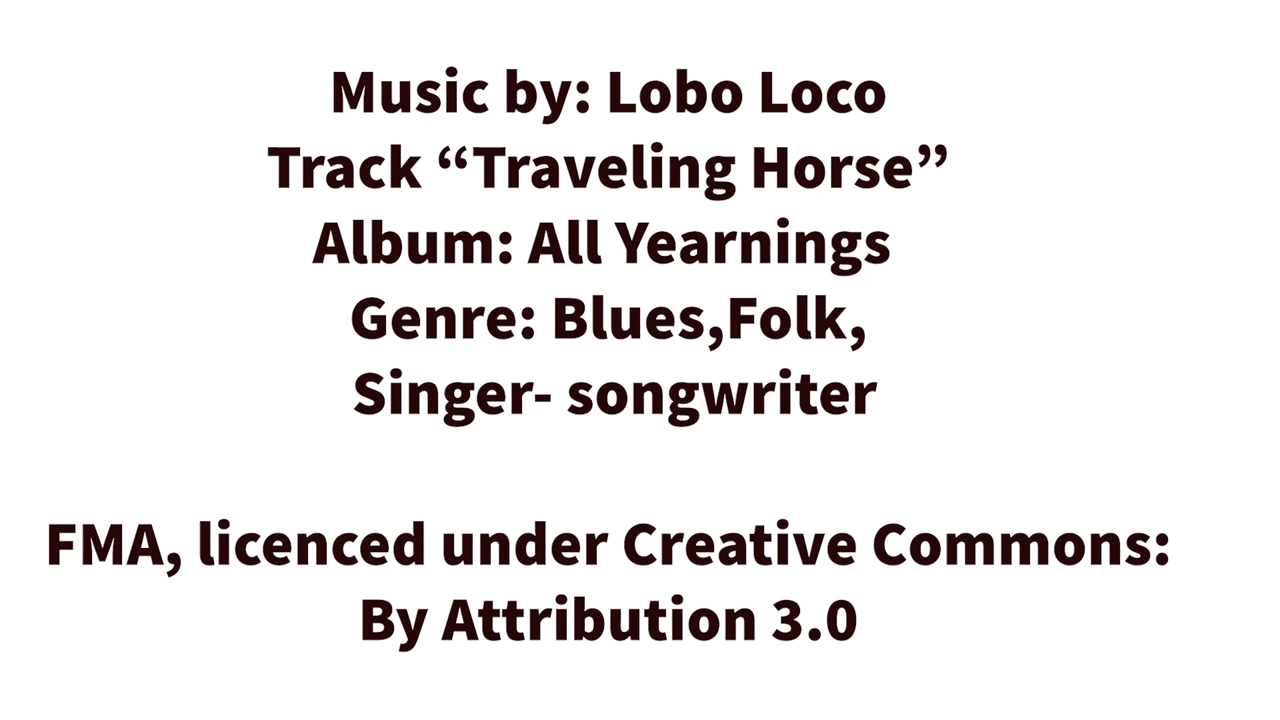 Music by: Lobo Loco
Track “Traveling Horse”
Album: All Yearnings
Genre: Blues,Folk,
Singer- songwriter
FMA, licenced under Creative Commons:
By Attribution 3.0